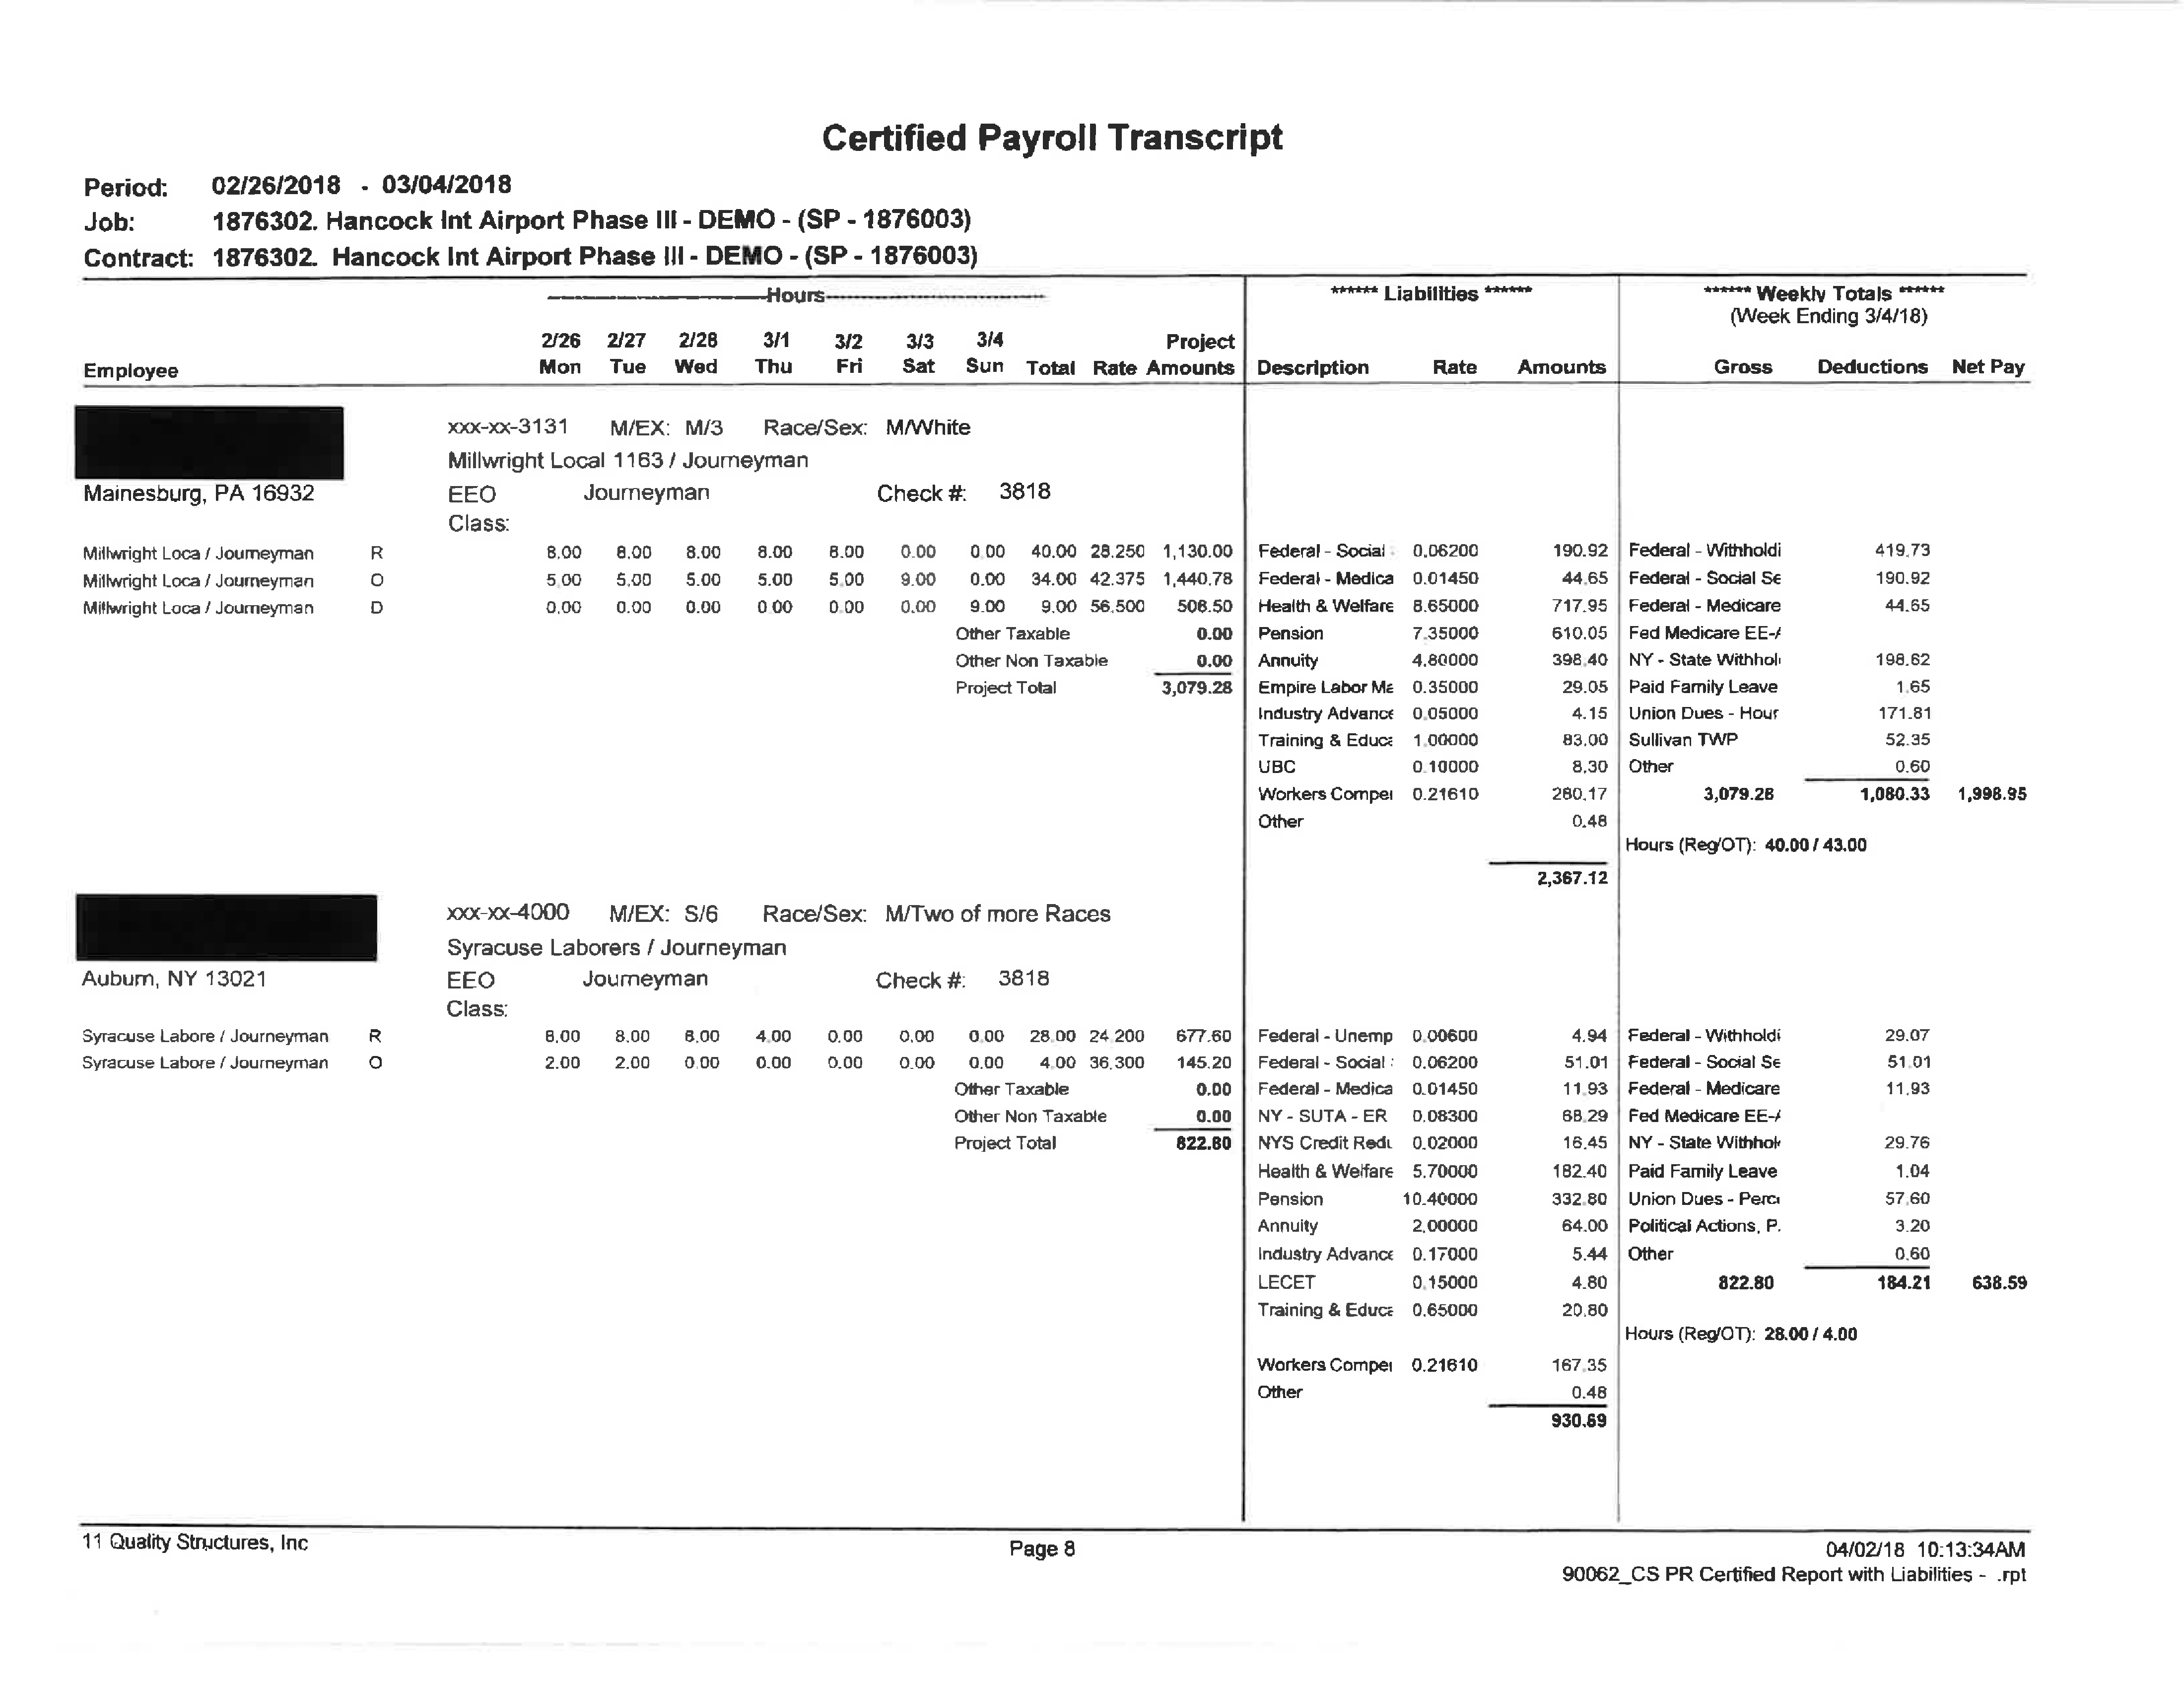 Certified Payroll Transcript
Period: 02/26/2018 - 03/04/2018
Job: 1876302. Hancock Int Airport Phase III - DEMO - (SP - 1876003)
Contract: 1876302. Hancock Int Airport Phase III - DEMO - (SP - 1876003)
Hours ****** Liabilities ****** ****** Weekly Totals ******
(Week Ending 3/4/18)
2/26 2/27 2/28 3/1 3/2 3/3 3/4 Project
Employee Mon Tue Wed Thu Fri Sat Sun Total Rate Amounts Description Rate Amounts Gross Deductions Net Pay
xxx-xx-3131 M/EX: M/3 Race/Sex: M/White
Millwright Local 1163 / Journeyman
Mainesburg, PA 16932 EEO Journeyman Check #: 3818
Class:
Millwright Loca / Journeyman R 8.00 8.00 8.00 8.00 8.00 0.00 0.00 40.00 28.250 1,130.00 Federal - Social 0.06200 190.92 Federal - Withholdi 419.73
Millwright Loca / Journeyman O 5.00 5.00 5.00 5.00 5.00 9.00 0.00 34.00 42.375 1,440.78 Federal - Medica 0.01450 44.65 Federal - Social Se 190.92
Millwright Loca / Journeyman D 0.00 0.00 0.00 0.00 0.00 0.00 9.00 9.00 56.500 508.50 Health & Welfare 8.65000 717.95 Federal - Medicare 44.65
Other Taxable 0.00 Pension 7.35000 610.05 Fed Medicare EE-A
Other Non Taxable 0.00 Annuity 4.80000 398.40 NY - State Withhol 198.62
Project Total 3,079.28 Empire Labor Ma 0.35000 29.05 Paid Family Leave 1.65
Industry Advance 0.05000 4.15 Union Dues - Hour 171.81
Training & Educa 1.00000 83.00 Sullivan TWP 52.35
UBC 0.10000 8.30 Other 0.60
Workers Compei 0.21610 280.17 3,079.28 1,080.33 1,998.95
Other 0.48
Hours (Reg/OT): 40.00 / 43.00
2,367.12
xxx-xx-4000 M/EX: S/6 Race/Sex: M/Two of more Races
Syracuse Laborers / Journeyman
Auburn, NY 13021 EEO Journeyman Check #: 3818
Class:
Syracuse Labore / Journeyman R 8.00 8.00 8.00 4.00 0.00 0.00 0.00 28.00 24.200 677.60 Federal - Unemp 0.00600 4.94 Federal - Withholdi 29.07
Syracuse Labore / Journeyman O 2.00 2.00 0.00 0.00 0.00 0.00 0.00 4.00 36.300 145.20 Federal - Social 0.06200 51.01 Federal - Social Se 51.01
Other Taxable 0.00 Federal - Medica 0.01450 11.93 Federal - Medicare 11.93
Other Non Taxable 0.00 NY - SUTA - ER 0.08300 68.29 Fed Medicare EE-A
Project Total 822.80 NYS Credit Redu 0.02000 16.45 NY - State Withhol 29.76
Health & Welfare 5.70000 182.40 Paid Family Leave 1.04
Pension 10.40000 332.80 Union Dues - Perc 57.60
Annuity 2.00000 64.00 Political Actions, P. 3.20
Industry Advance 0.17000 5.44 Other 0.60
LECET 0.15000 4.80 822.80 184.21 638.59
Training & Educa 0.65000 20.80
Hours (Reg/OT): 28.00 / 4.00
Workers Compei 0.21610 167.35
Other 0.48
930.69
11 Quality Structures, Inc Page 8 04/02/18 10:13:34AM
90062_CS PR Certified Report with Liabilities - .rpt